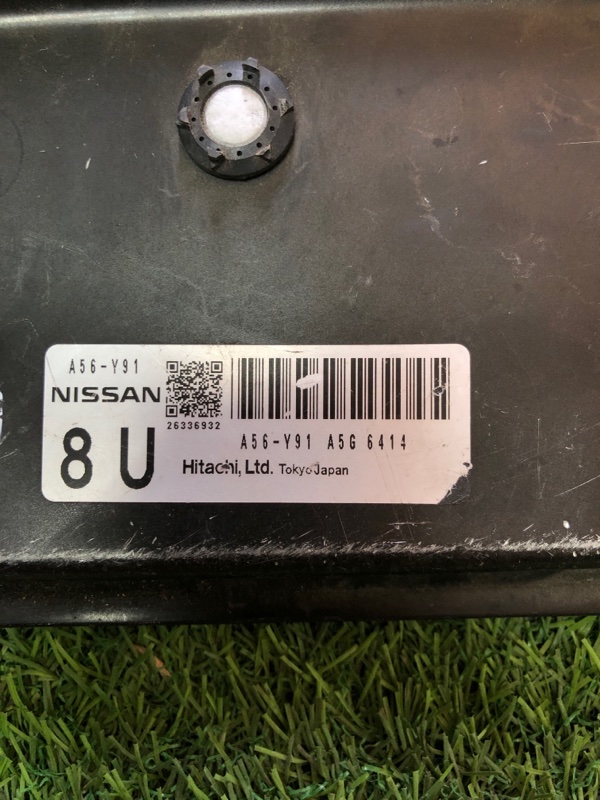 A56-Y91
NISSAN
26336932
8 U
A56-Y91 A5G 6414
Hitachi, Ltd. Tokyo Japan